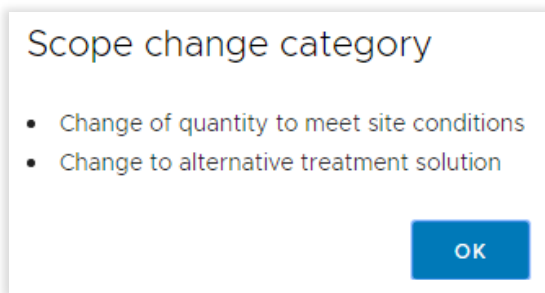 Scope change category
• Change of quantity to meet site conditions
• Change to alternative treatment solution
OK